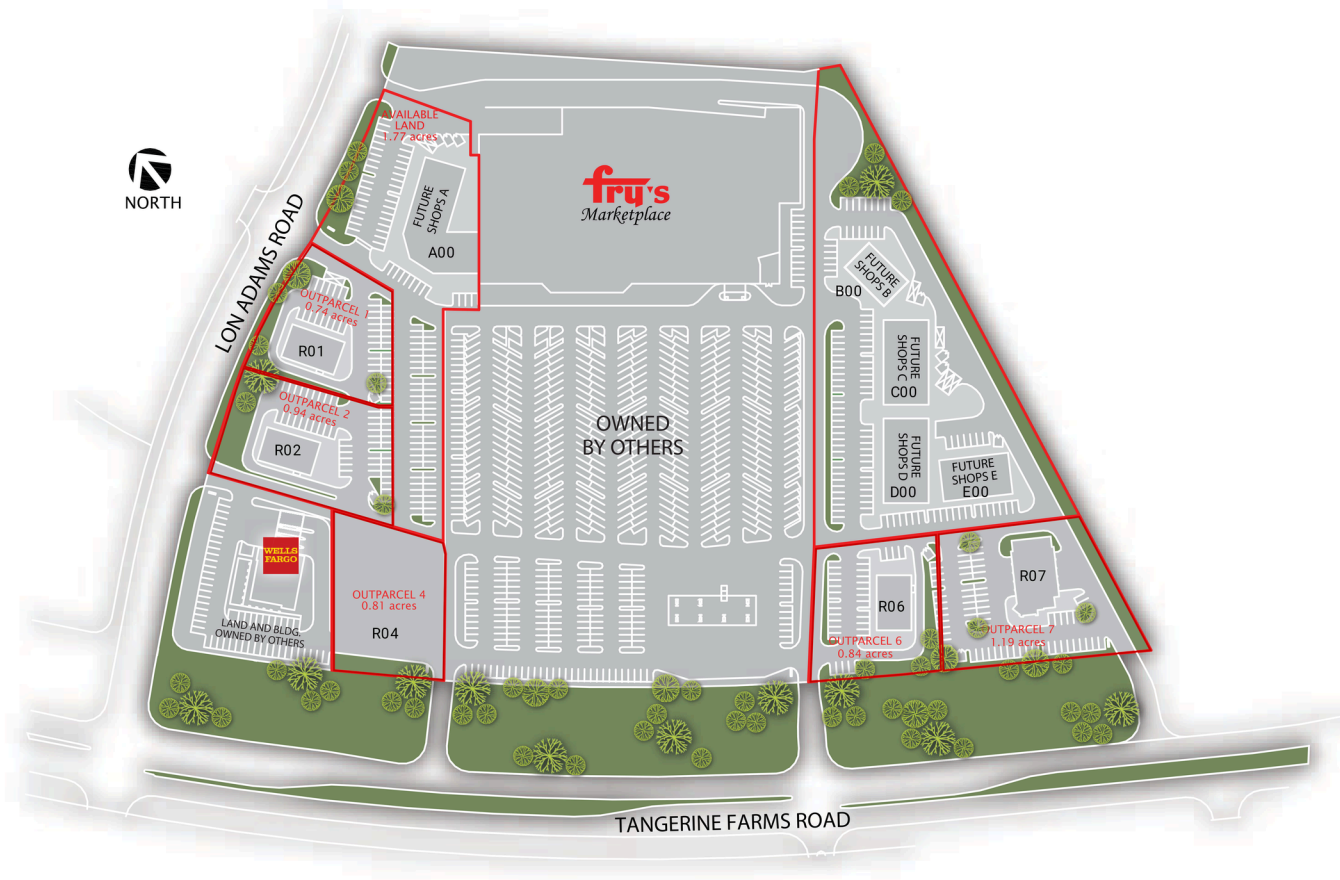 AVAILABLE
LAND
1.77 acres
fry's
Marketplace
NORTH
LON ADAMS ROAD
FUTURE
SHOPS A
A00
FUTURE
SHOPS B
B00
OUTPARCEL 1
0.74 acres
R01
FUTURE
SHOPS C
C00
OUTPARCEL 2
0.94 acres
R02
OWNED
BY OTHERS
FUTURE
SHOPS D
D00
FUTURE
SHOPS E
E00
WELLS
FARGO
LAND AND BLDG.
OWNED BY OTHERS
OUTPARCEL 4
0.81 acres
R04
R06
OUTPARCEL 6
0.84 acres
R07
OUTPARCEL 7
1.19 acres
TANGERINE FARMS ROAD